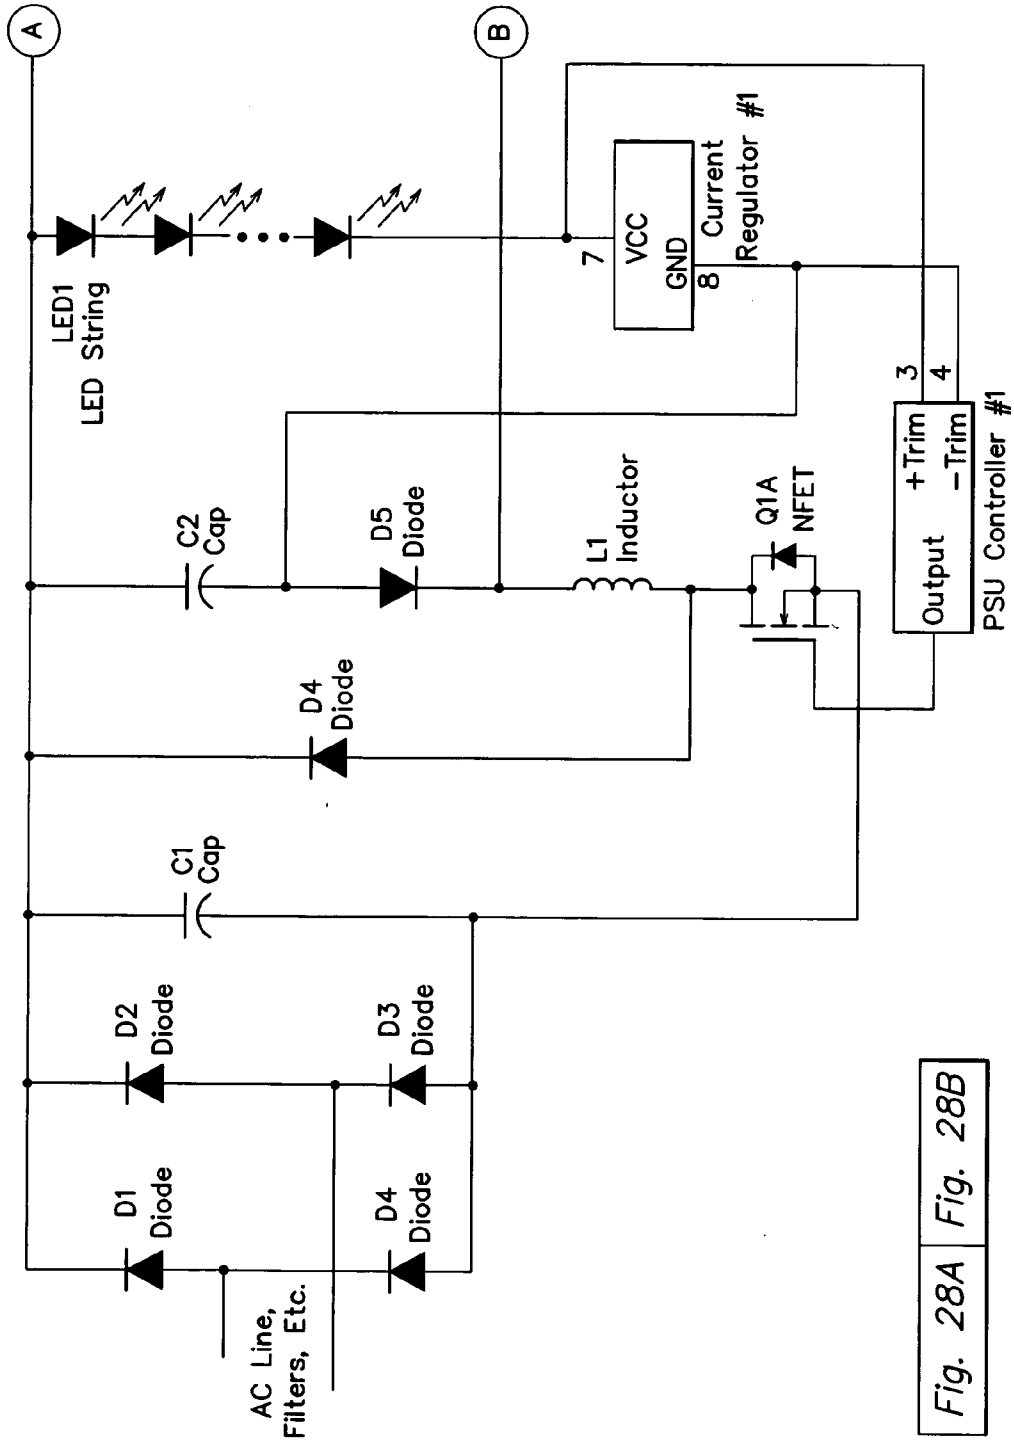 AC Line,
Filters, Etc.
D1
Diode
D4
Diode
D2
Diode
D3
Diode
C1
Cap
D4
Diode
C2
Cap
D5
Diode
L1
Inductor
Q1A
NFET
LED1
LED String
A
B
7
VCC
GND
8
Current
Regulator #1
3
4
+Trim
−Trim
Output
PSU Controller #1
Fig. 28A
Fig. 28B